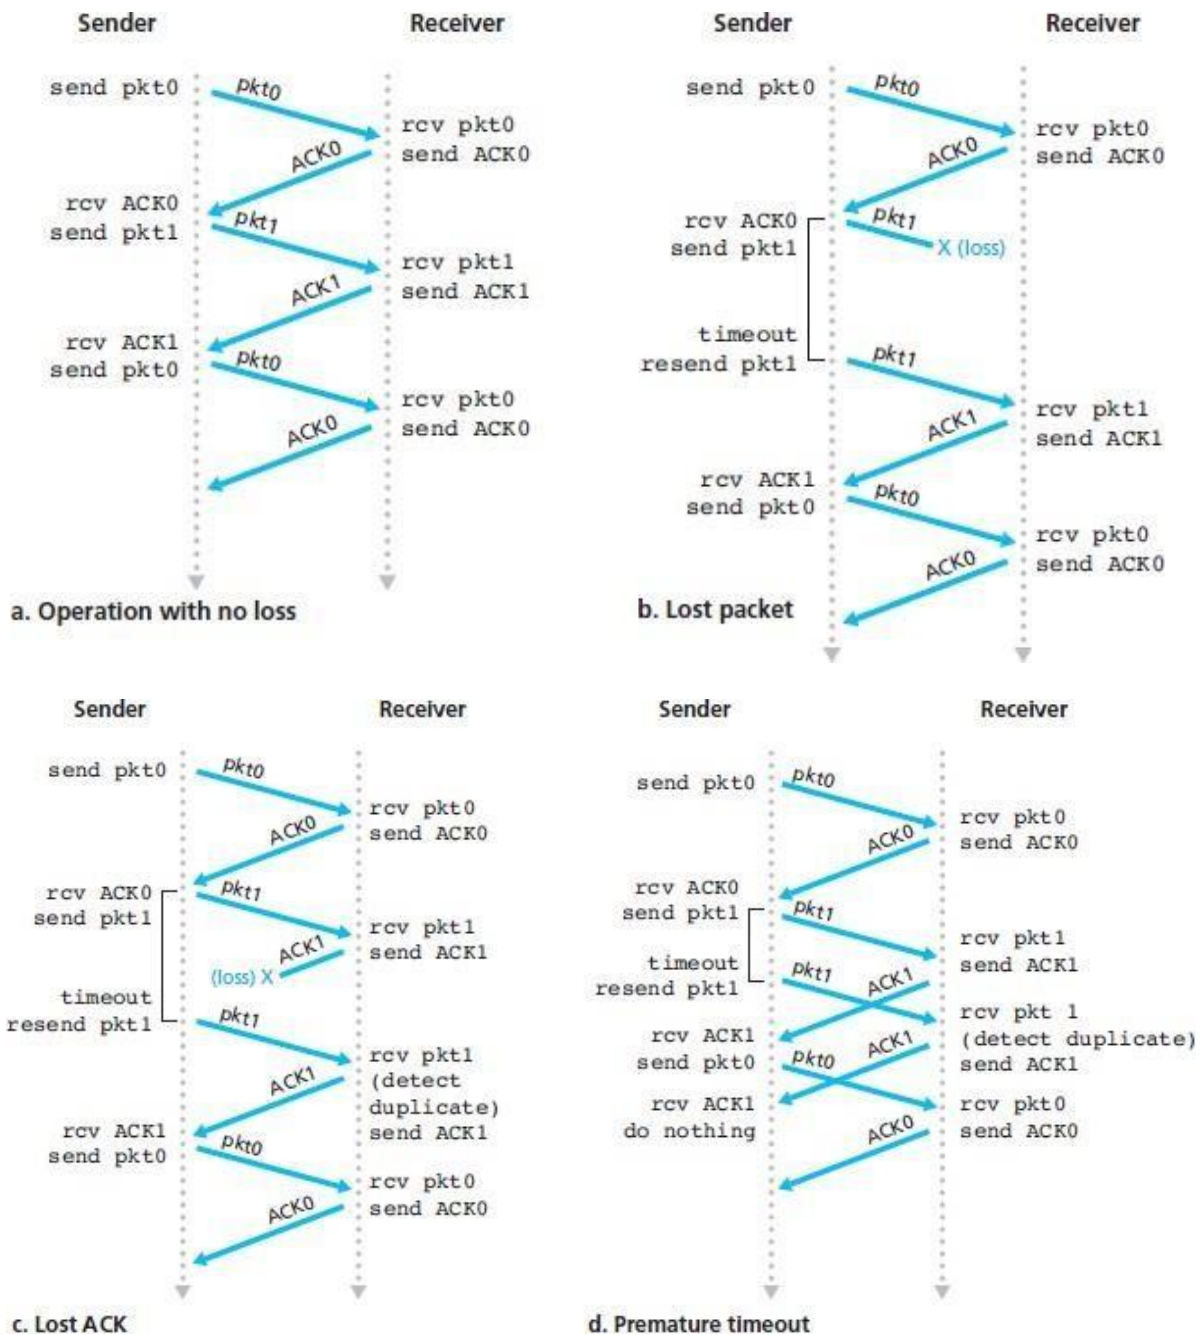 Sender
Receiver
send pkt0
pkt0
rcv pkt0
send ACK0
ACK0
rcv ACK0
send pkt1
pkt1
rcv pkt1
send ACK1
ACK1
rcv ACK1
send pkt0
pkt0
rcv pkt0
send ACK0
ACK0
a. Operation with no loss
Sender
Receiver
send pkt0
pkt0
rcv pkt0
send ACK0
ACK0
rcv ACK0
send pkt1
pkt1
X (loss)
timeout
resend pkt1
pkt1
rcv pkt1
send ACK1
ACK1
rcv ACK1
send pkt0
pkt0
rcv pkt0
send ACK0
ACK0
b. Lost packet
Sender
Receiver
send pkt0
pkt0
rcv pkt0
send ACK0
ACK0
rcv ACK0
send pkt1
pkt1
rcv pkt1
send ACK1
ACK1
(loss) X
timeout
resend pkt1
pkt1
rcv pkt1
(detect
duplicate)
send ACK1
ACK1
rcv ACK1
send pkt0
pkt0
rcv pkt0
send ACK0
ACK0
c. Lost ACK
Sender
Receiver
send pkt0
pkt0
rcv pkt0
send ACK0
ACK0
rcv ACK0
send pkt1
pkt1
rcv pkt1
send ACK1
timeout
resend pkt1
pkt1
ACK1
rcv pkt 1
(detect duplicate)
send ACK1
rcv ACK1
send pkt0
ACK1
pkt0
rcv ACK1
do nothing
rcv pkt0
send ACK0
ACK0
d. Premature timeout